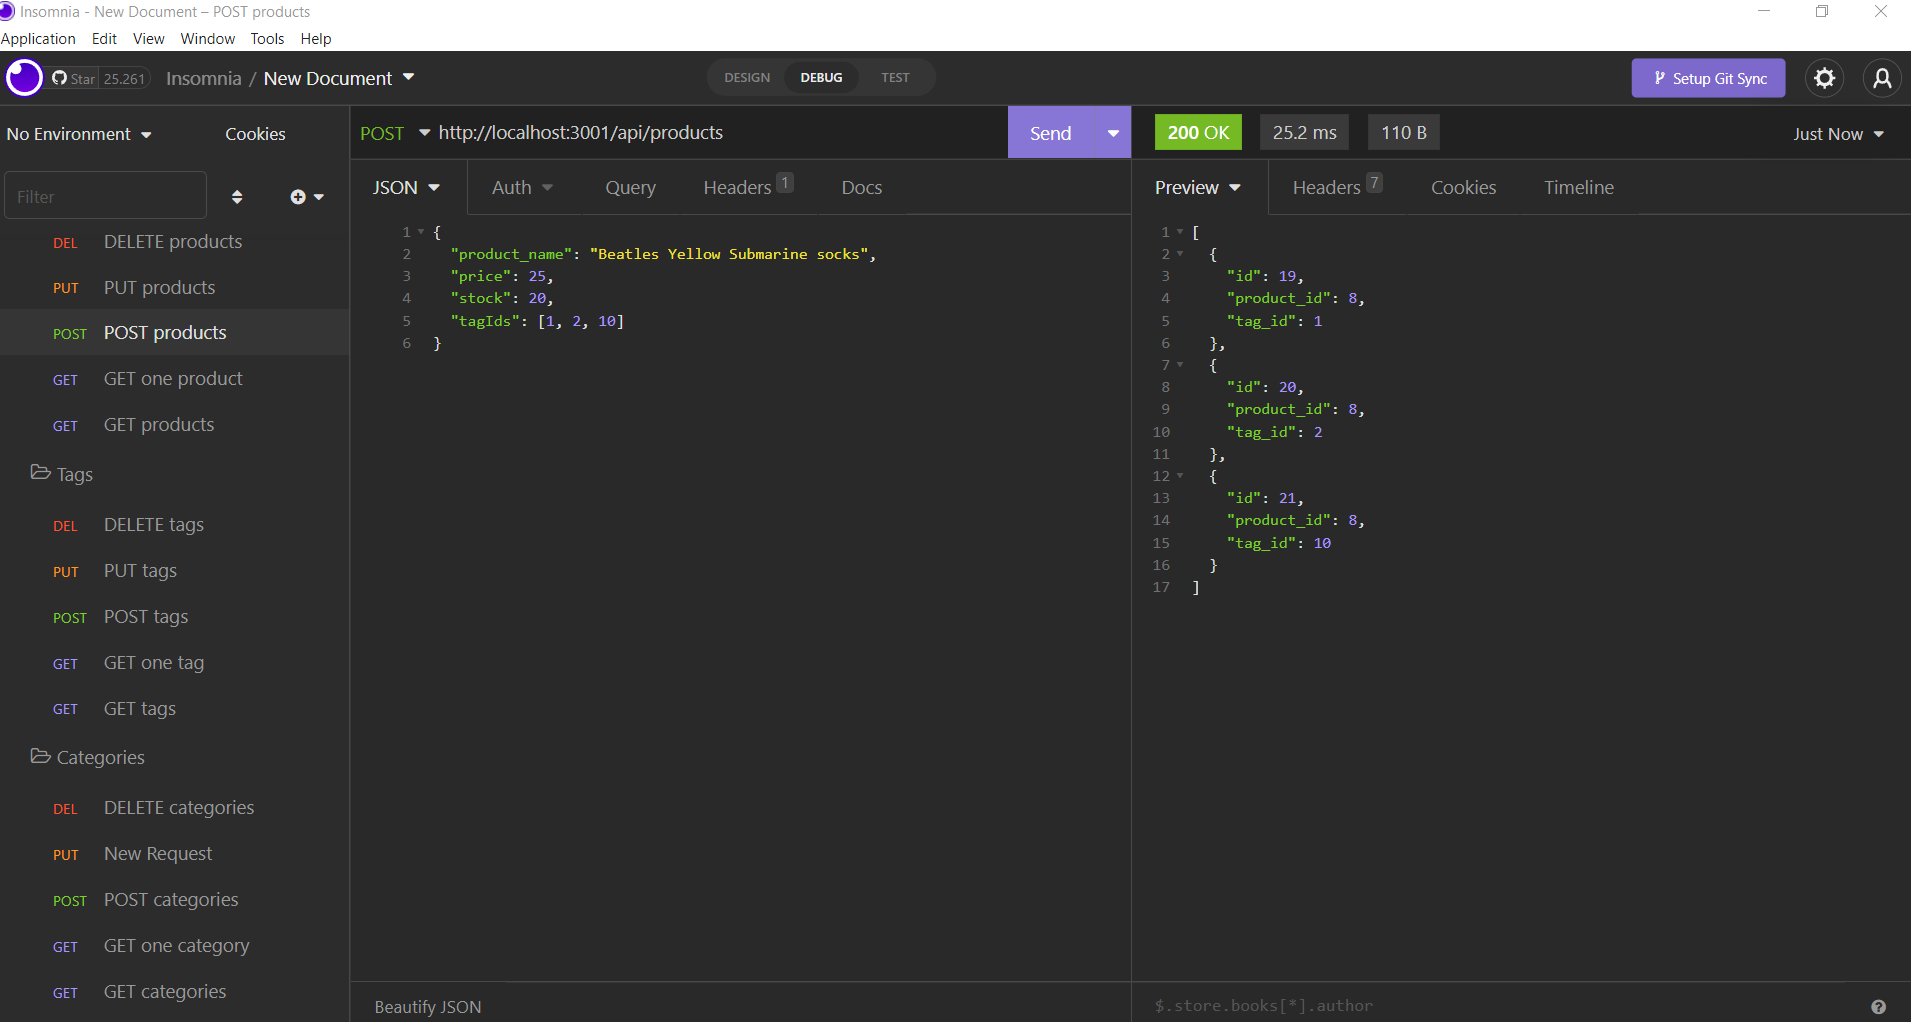 Insomnia - New Document – POST products
Application Edit View Window Tools Help
Star 25.261 Insomnia / New Document DESIGN DEBUG TEST Setup Git Sync
No Environment Cookies
Filter
DEL DELETE products
PUT PUT products
POST POST products
GET GET one product
GET GET products
Tags
DEL DELETE tags
PUT PUT tags
POST POST tags
GET GET one tag
GET GET tags
Categories
DEL DELETE categories
PUT New Request
POST POST categories
GET GET one category
GET GET categories
POST http://localhost:3001/api/products Send
JSON Auth Query Headers 1 Docs
1 {
2 "product_name": "Beatles Yellow Submarine socks",
3 "price": 25,
4 "stock": 20,
5 "tagIds": [1, 2, 10]
6 }
Beautify JSON
200 OK 25.2 ms 110 B Just Now
Preview Headers 7 Cookies Timeline
1 [
2 {
3 "id": 19,
4 "product_id": 8,
5 "tag_id": 1
6 },
7 {
8 "id": 20,
9 "product_id": 8,
10 "tag_id": 2
11 },
12 {
13 "id": 21,
14 "product_id": 8,
15 "tag_id": 10
16 }
17 ]
$.store.books[*].author
?